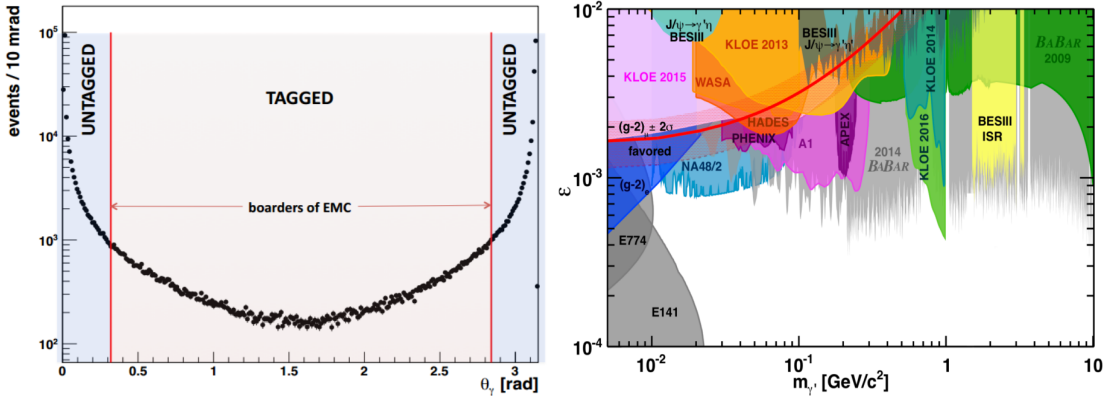 events / 10 mrad
10^5
10^4
10^3
10^2
UNTAGGED
TAGGED
UNTAGGED
boarders of EMC
0
0.5
1.0
1.5
2.0
2.5
3.0
θγ [rad]
ε
10^-2
10^-3
10^-4
J/ψ→γ'η
BESIII
KLOE 2013
BESIII
J/ψ→γ'η'
KLOE 2014
BABAR
2009
KLOE 2015
WASA
HADES
(g-2)μ ± 2σ
favored
PHENIX
A1
APEX
KLOE 2016
BESIII
ISR
2014
BABAR
NA48/2
(g-2)e
E774
E141
10^-2
10^-1
1
10
mγ' [GeV/c²]